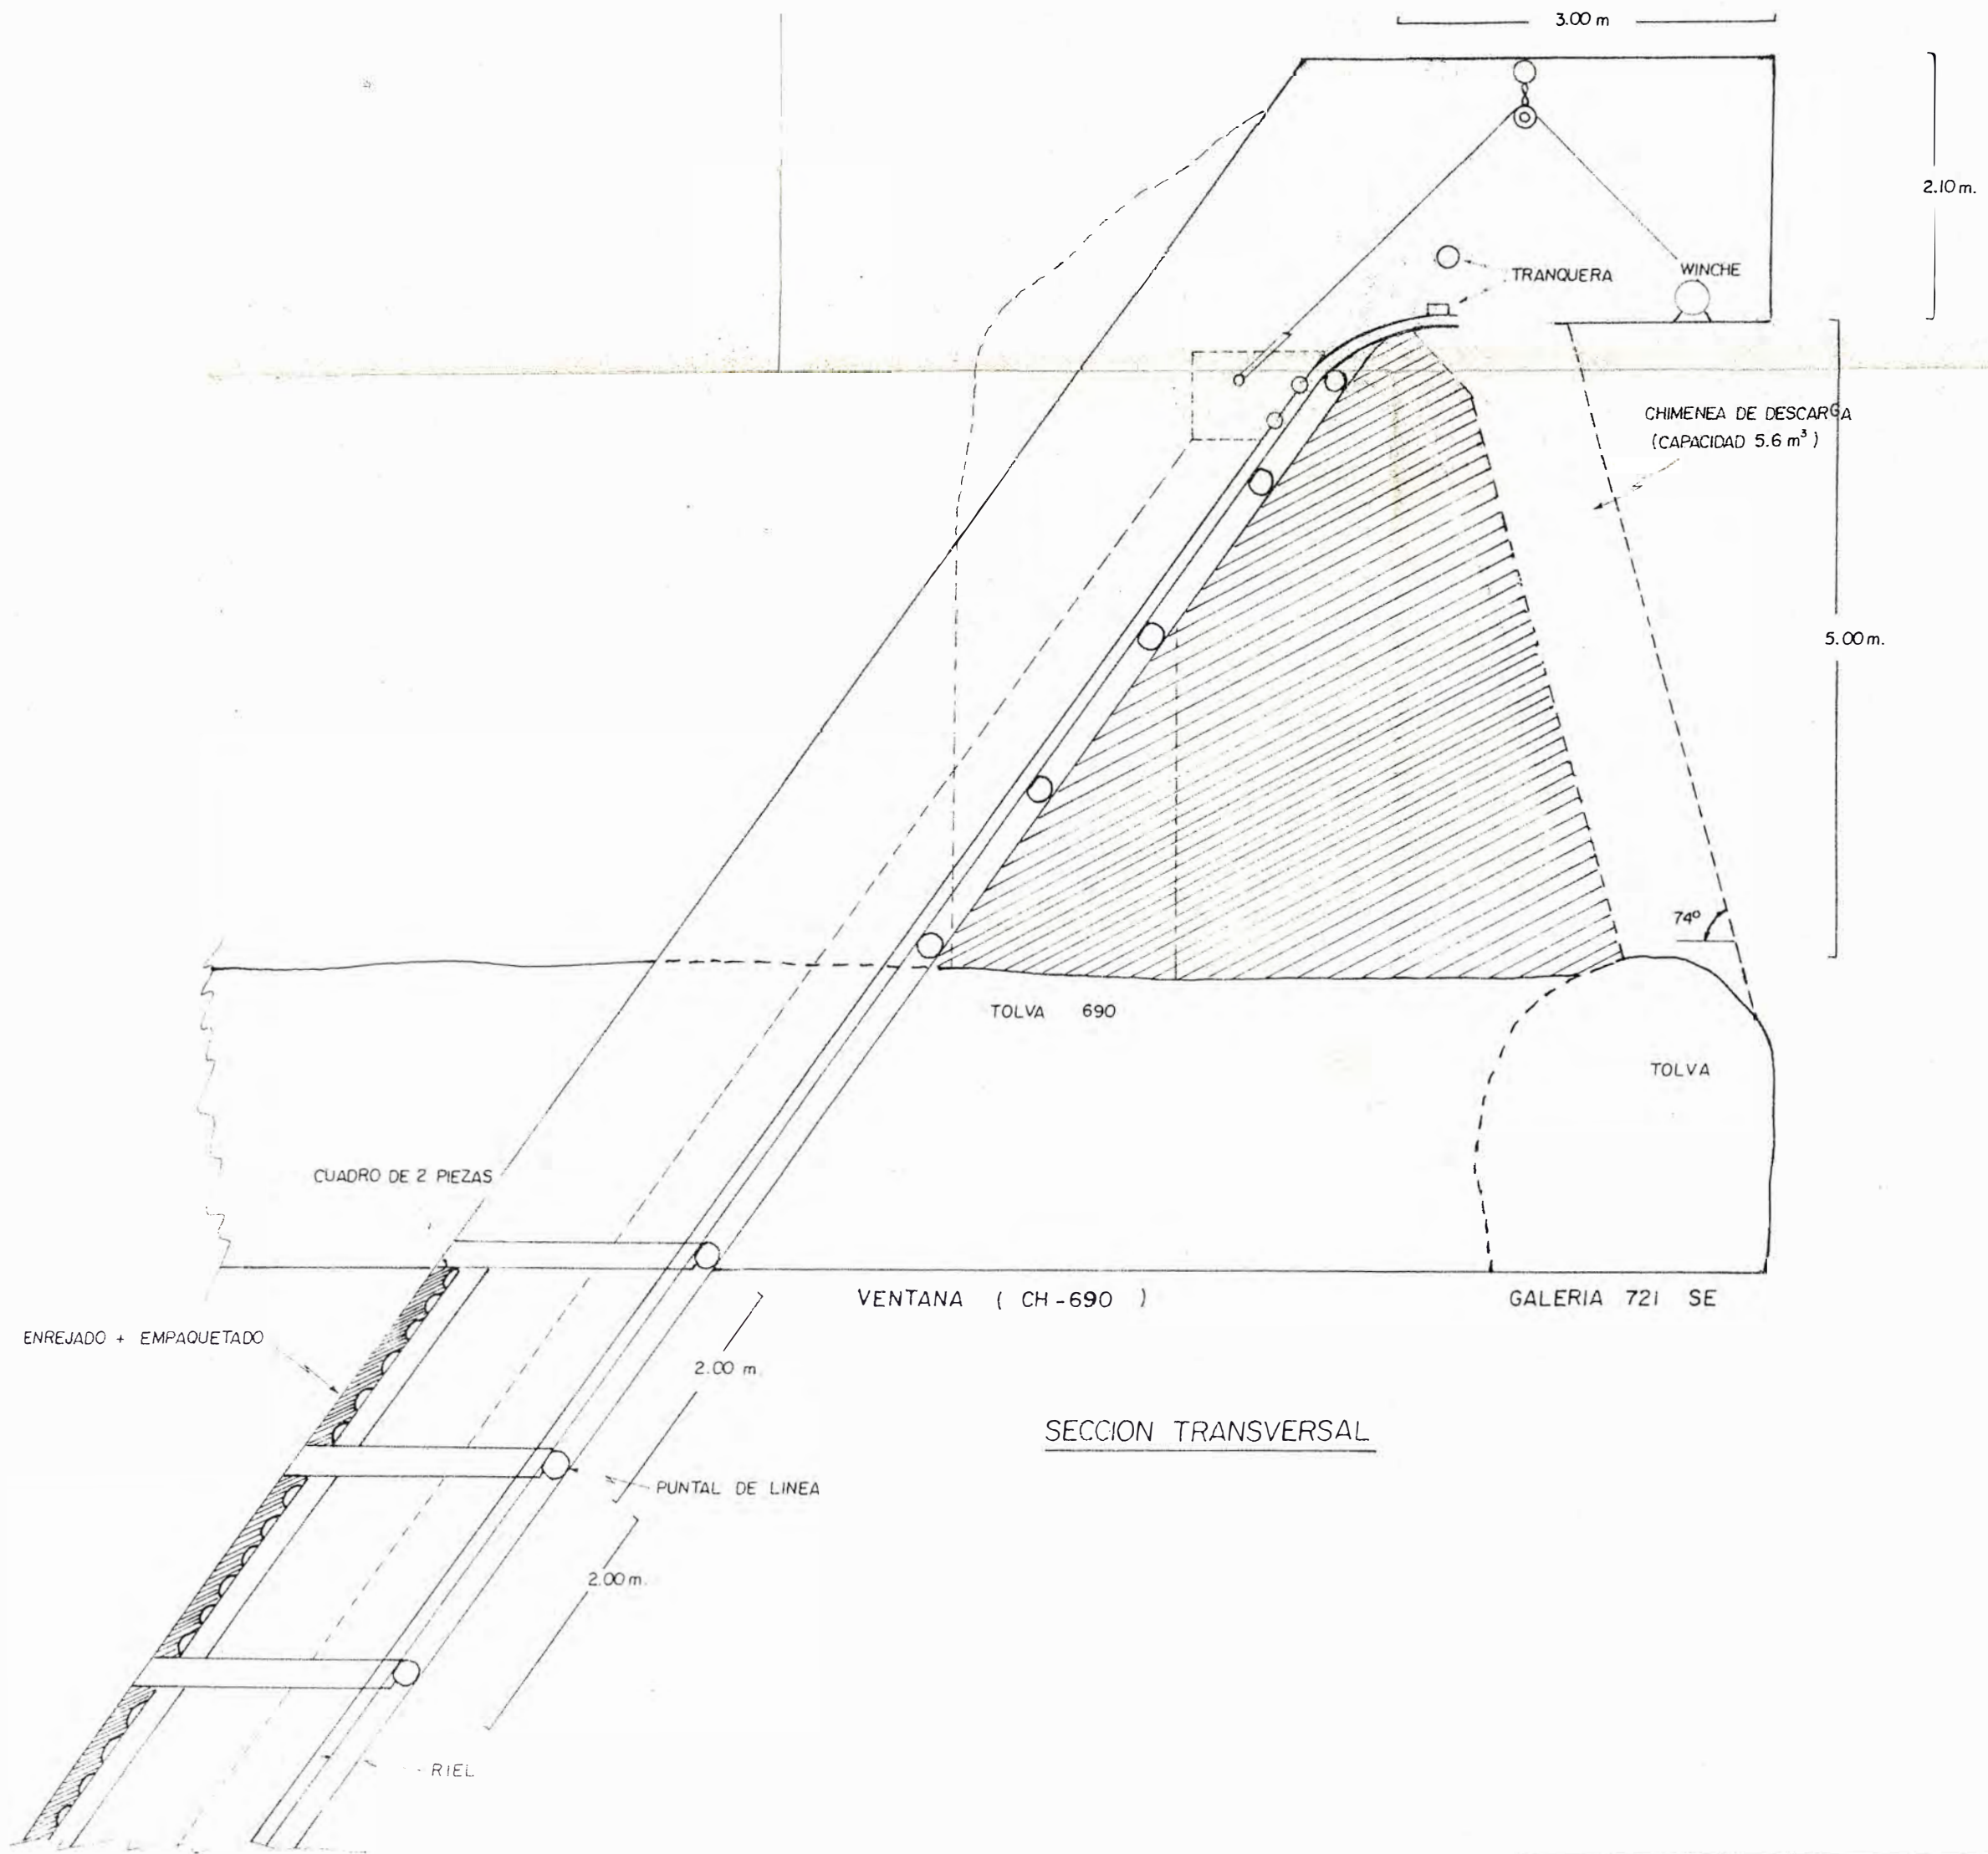 3.00 m
2.10 m.
TRANQUERA
WINCHE
CHIMENEA DE DESCARGA
(CAPACIDAD 5.6 m³)
5.00 m.
74°
TOLVA 690
TOLVA
CUADRO DE 2 PIEZAS
VENTANA ( CH-690 )
GALERIA 721 SE
ENREJADO + EMPAQUETADO
2.00 m.
SECCION TRANSVERSAL
PUNTAL DE LINEA
2.00 m.
RIEL